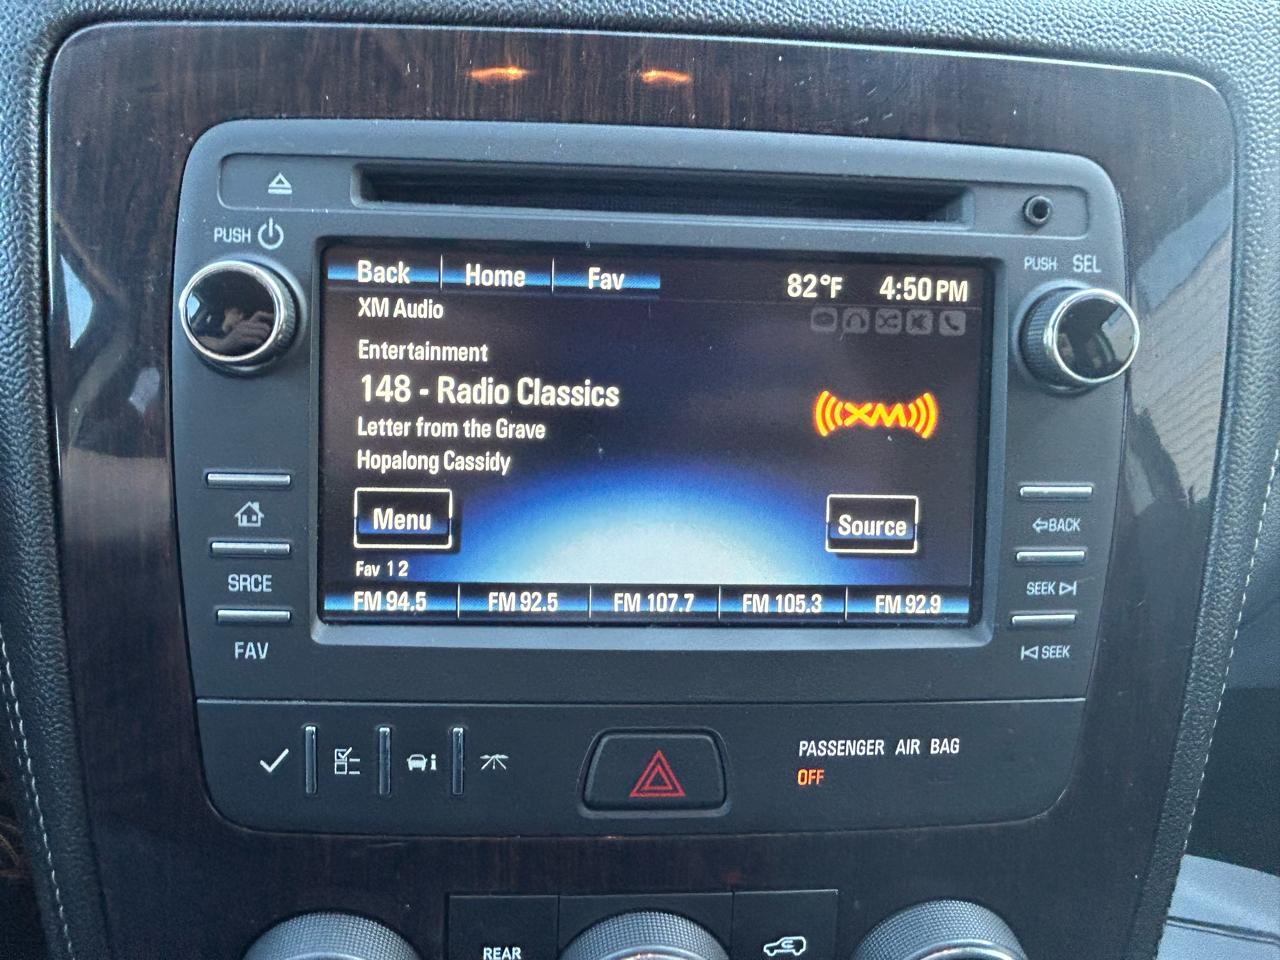 PUSH
PUSH SEL
Back Home Fav 82°F 4:50PM
XM Audio
Entertainment
148 - Radio Classics
XM
Letter from the Grave
Hopalong Cassidy
Menu Source
Fav 1 2
FM 94.5 FM 92.5 FM 107.7 FM 105.3 FM 92.9
SRCE
FAV
BACK
SEEK
SEEK
PASSENGER AIR BAG
OFF
REAR